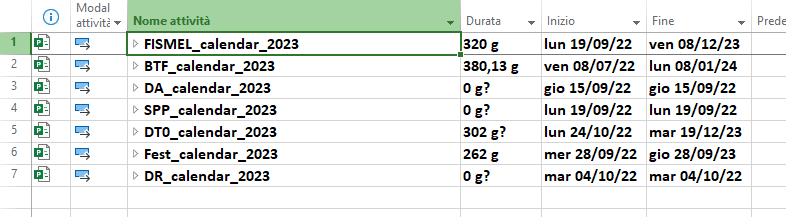 Modal attività Nome attività Durata Inizio Fine Prede
1 FISMEL_calendar_2023 320 g lun 19/09/22 ven 08/12/23
2 BTF_calendar_2023 380,13 g ven 08/07/22 lun 08/01/24
3 DA_calendar_2023 0 g? gio 15/09/22 gio 15/09/22
4 SPP_calendar_2023 0 g? lun 19/09/22 lun 19/09/22
5 DT0_calendar_2023 302 g? lun 24/10/22 mar 19/12/23
6 Fest_calendar_2023 262 g mer 28/09/22 gio 28/09/23
7 DR_calendar_2023 0 g? mar 04/10/22 mar 04/10/22